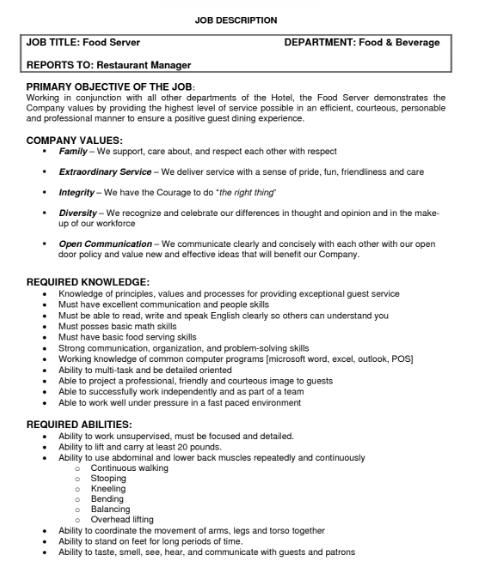 JOB DESCRIPTION
JOB TITLE: Food Server DEPARTMENT: Food & Beverage
REPORTS TO: Restaurant Manager
PRIMARY OBJECTIVE OF THE JOB:
Working in conjunction with all other departments of the Hotel, the Food Server demonstrates the
Company values by providing the highest level of service possible in an efficient, courteous, personable
and professional manner to ensure a positive guest dining experience.
COMPANY VALUES:
▪ Family – We support, care about, and respect each other with respect
▪ Extraordinary Service – We deliver service with a sense of pride, fun, friendliness and care
▪ Integrity – We have the Courage to do "the right thing"
▪ Diversity – We recognize and celebrate our differences in thought and opinion and in the make-
up of our workforce
▪ Open Communication – We communicate clearly and concisely with each other with our open
door policy and value new and effective ideas that will benefit our Company.
REQUIRED KNOWLEDGE:
• Knowledge of principles, values and processes for providing exceptional guest service
• Must have excellent communication and people skills
• Must be able to read, write and speak English clearly so others can understand you
• Must posses basic math skills
• Must have basic food serving skills
• Strong communication, organization, and problem-solving skills
• Working knowledge of common computer programs [microsoft word, excel, outlook, POS]
• Ability to multi-task and be detailed oriented
• Able to project a professional, friendly and courteous image to guests
• Able to successfully work independently and as part of a team
• Able to work well under pressure in a fast paced environment
REQUIRED ABILITIES:
• Ability to work unsupervised, must be focused and detailed.
• Ability to lift and carry at least 20 pounds.
• Ability to use abdominal and lower back muscles repeatedly and continuously
o Continuous walking
o Stooping
o Kneeling
o Bending
o Balancing
o Overhead lifting
• Ability to coordinate the movement of arms, legs and torso together
• Ability to stand on feet for long periods of time.
• Ability to taste, smell, see, hear, and communicate with guests and patrons